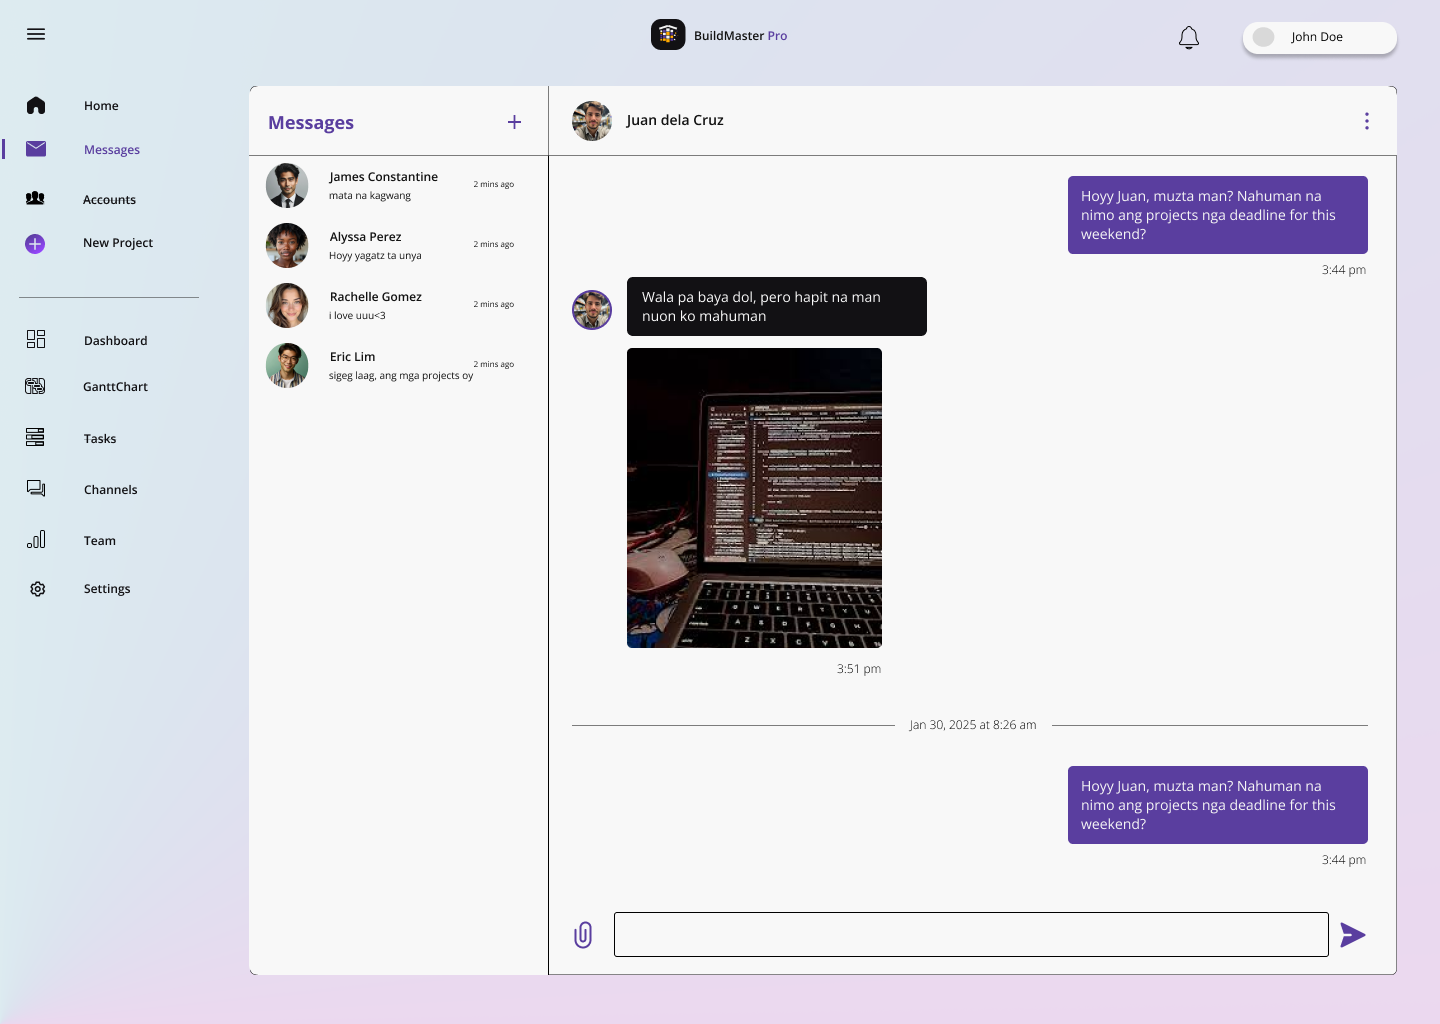 BuildMaster Pro
John Doe
Home
Messages
Accounts
New Project
Dashboard
GanttChart
Tasks
Channels
Team
Settings
Messages
James Constantine
mata na kagwang
2 mins ago
Alyssa Perez
Hoyy yagatz ta unya
2 mins ago
Rachelle Gomez
i love uuu<3
2 mins ago
Eric Lim
sigeg laag, ang mga projects oy
2 mins ago
Juan dela Cruz
Hoyy Juan, muzta man? Nahuman na
nimo ang projects nga deadline for this
weekend?
3:44 pm
Wala pa baya dol, pero hapit na man
nuon ko mahuman
3:51 pm
Jan 30, 2025 at 8:26 am
Hoyy Juan, muzta man? Nahuman na
nimo ang projects nga deadline for this
weekend?
3:44 pm